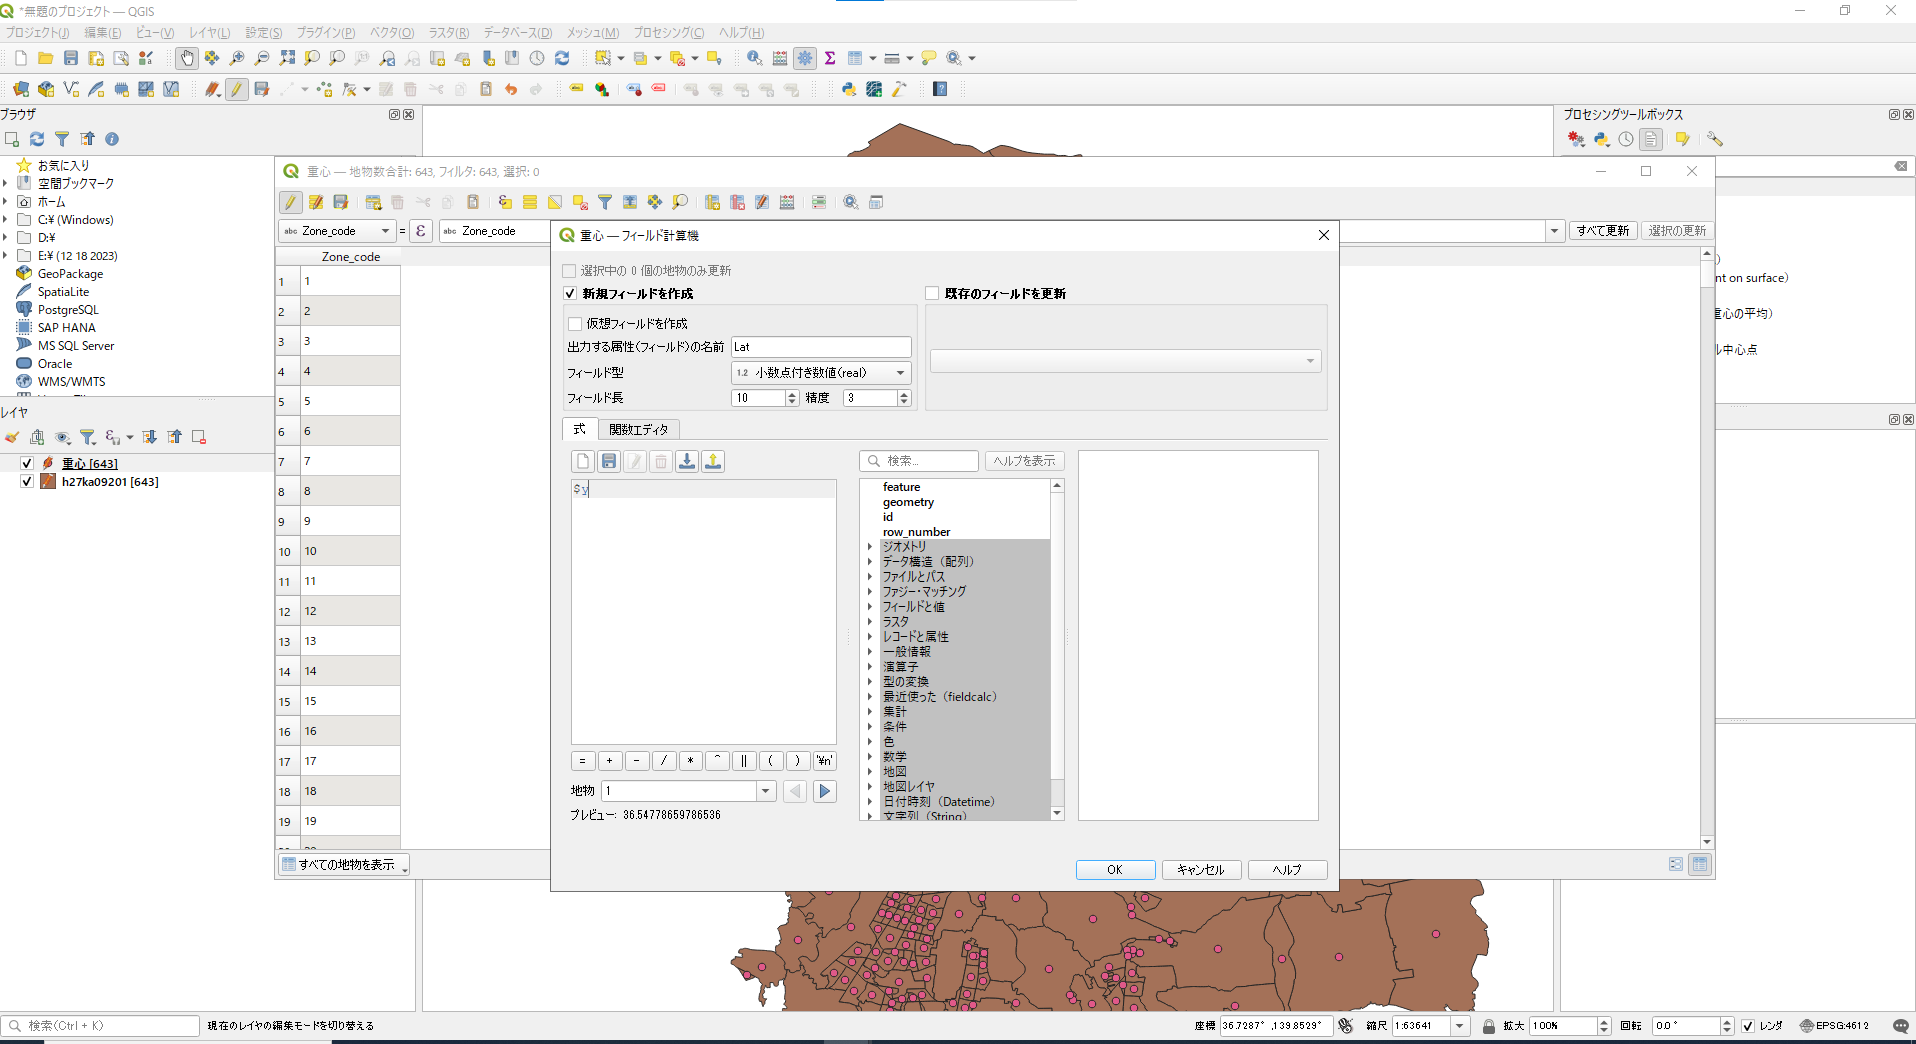 *無題のプロジェクト — QGIS
プロジェクト(J) 編集(E) ビュー(V) レイヤ(L) 設定(S) プラグイン(P) ベクタ(O) ラスタ(R) データベース(D) メッシュ(M) プロセシング(C) ヘルプ(H)
ブラウザ
お気に入り
空間ブックマーク
ホーム
C:¥ (Windows)
D:¥
E:¥ (12 18 2023)
GeoPackage
SpatiaLite
PostgreSQL
SAP HANA
MS SQL Server
Oracle
WMS/WMTS
レイヤ
重心 [643]
h27ka09201 [643]
プロセシングツールボックス
)
nt on surface)
重心の平均)
ル中心点
重心 — 地物数合計: 643, フィルタ: 643, 選択: 0
abc Zone_code = ε abc Zone_code すべて更新 選択の更新
Zone_code
1 1
2 2
3 3
4 4
5 5
6 6
7 7
8 8
9 9
10 10
11 11
12 12
13 13
14 14
15 15
16 16
17 17
18 18
19 19
すべての地物を表示
重心 — フィールド計算機
選択中の 0 個の地物のみ更新
新規フィールドを作成
既存のフィールドを更新
仮想フィールドを作成
出力する属性(フィールド)の名前 Lat
フィールド型 1.2 小数点付き数値(real)
フィールド長 10 精度 3
式 関数エディタ
検索... ヘルプを表示
$y
feature
geometry
id
row_number
ジオメトリ
データ構造（配列）
ファイルとパス
ファジー・マッチング
フィールドと値
ラスタ
レコードと属性
一般情報
演算子
型の変換
最近使った（fieldcalc）
集計
条件
色
数学
地図
地図レイヤ
日付時刻（Datetime）
文字列（String）
= + - / * ^ || ( ) '¥n'
地物 1
プレビュー: 36.54778659786536
OK キャンセル ヘルプ
検索(Ctrl + K) 現在のレイヤの編集モードを切り替える 座標 36.7287° ,139.8529° 縮尺 1:63641 拡大 100% 回転 0.0 ° レンダ EPSG:4612